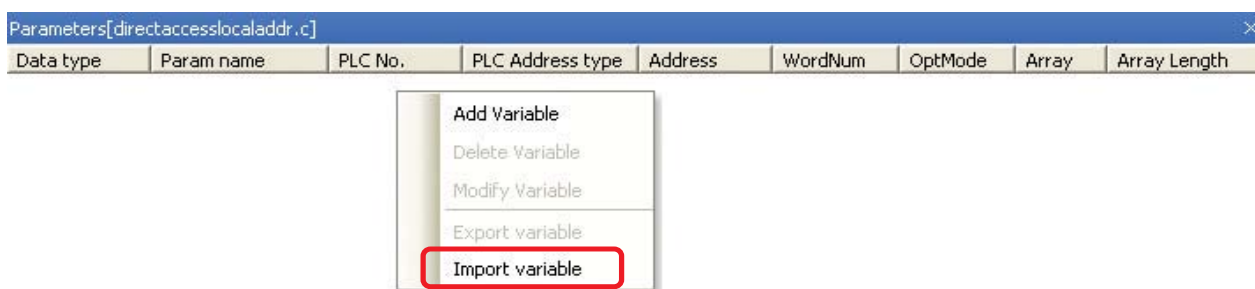 Parameters[directaccesslocaladdr.c]
Data type Param name PLC No. PLC Address type Address WordNum OptMode Array Array Length
Add Variable
Delete Variable
Modify Variable
Export variable
Import variable